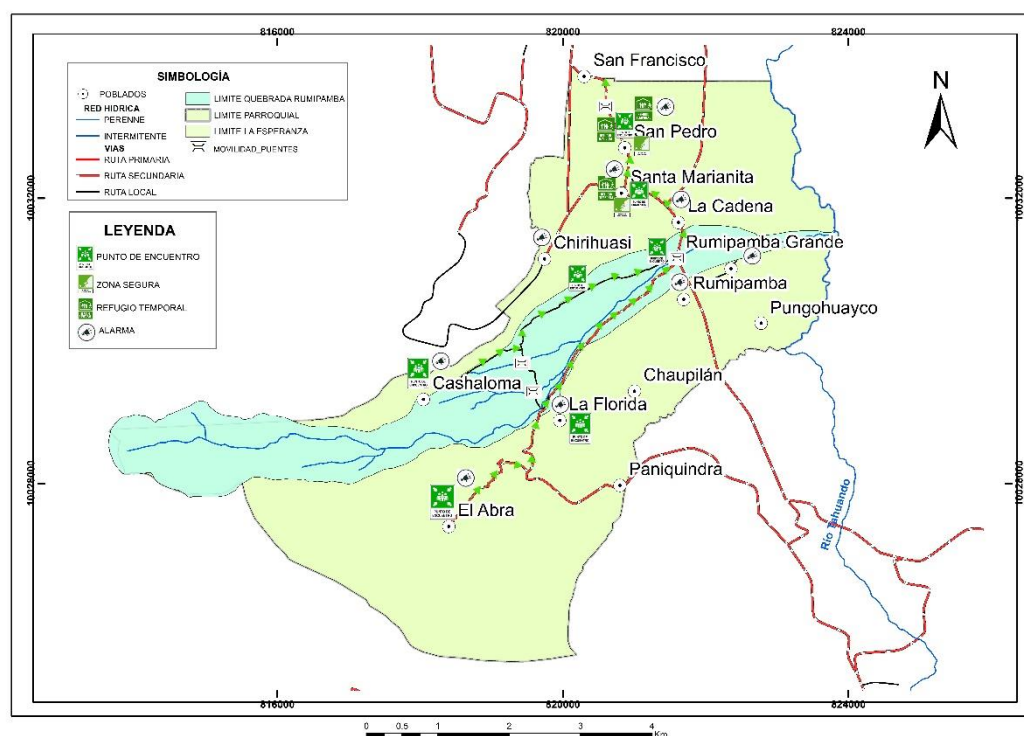 816000
820000
824000
SIMBOLOGÍA
POBLADOS
RED HIDRICA
PERENNE
INTERMITENTE
VIAS
RUTA PRIMARIA
RUTA SECUNDARIA
RUTA LOCAL
LIMITE QUEBRADA RUMIPAMBA
LIMITE PARROQUIAL
LIMITE LA ESPERANZA
MOVILIDAD_PUENTES
LEYENDA
PUNTO DE ENCUENTRO
ZONA SEGURA
REFUGIO TEMPORAL
ALARMA
N
San Francisco
San Pedro
Santa Marianita
La Cadena
Chirihuasi
Rumipamba Grande
Rumipamba
Pungohuayco
Cashaloma
Chaupilán
La Florida
Paniquindra
El Abra
Río Tahuando
10032000
10032000
10028000
10028000
816000
820000
824000
0 0.5 1 2 3 4
Km